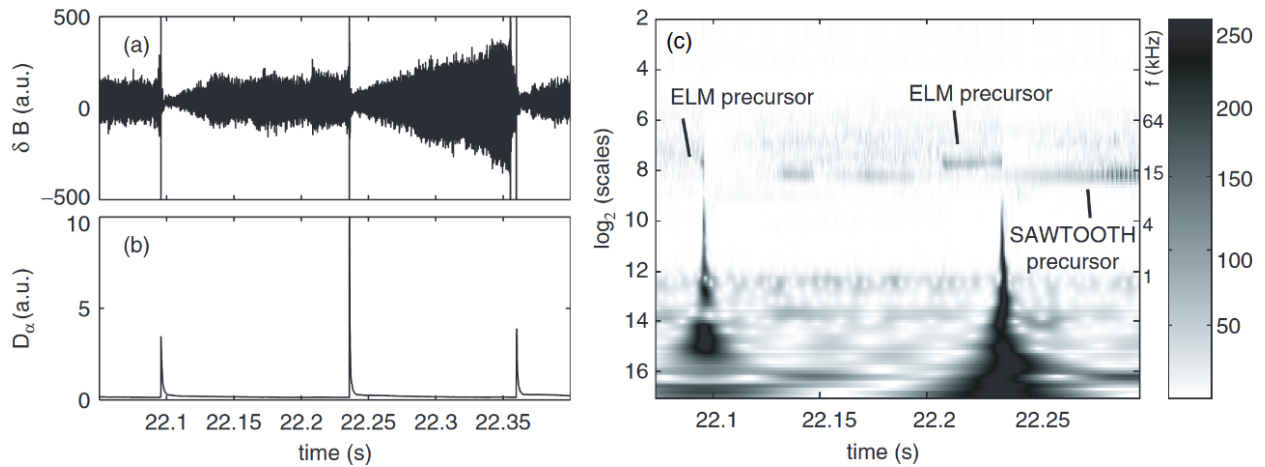 (a)
500
0
−500
δ B (a.u.)
(b)
10
5
0
D_α (a.u.)
22.1 22.15 22.2 22.25 22.3 22.35
time (s)
(c)
2
4
6
8
10
12
14
16
log₂ (scales)
ELM precursor
ELM precursor
SAWTOOTH
precursor
f (kHz)
64
15
4
1
22.1 22.15 22.2 22.25
time (s)
250
200
150
100
50